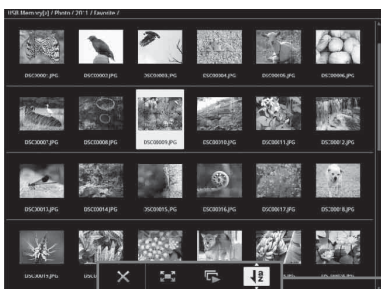 USB Memory[A] / Photo / 2011 / Favorite /
DSC00001.JPG DSC00002.JPG DSC00003.JPG DSC00004.JPG DSC00005.JPG DSC00006.JPG
DSC00007.JPG DSC00008.JPG DSC00009.JPG DSC00010.JPG DSC00011.JPG DSC00012.JPG
DSC00013.JPG DSC00014.JPG DSC00015.JPG DSC00016.JPG DSC00017.JPG DSC00018.JPG
DSC00019.JPG